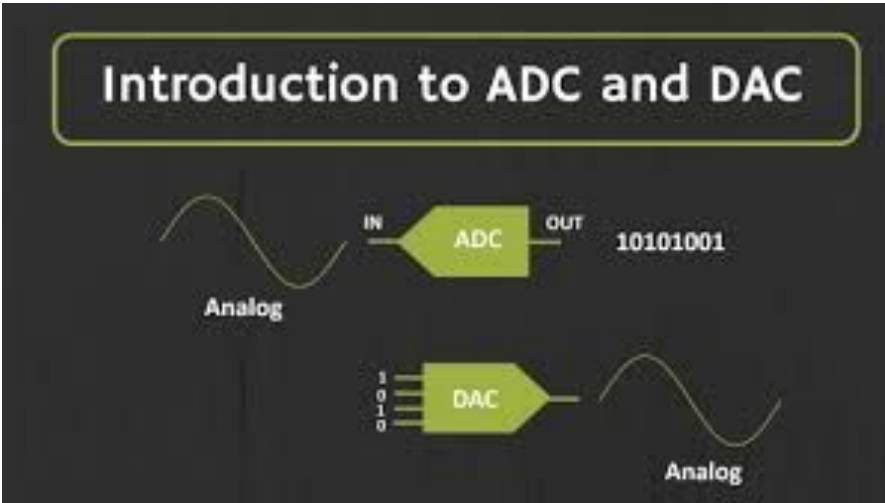 Introduction to ADC and DAC
IN
ADC
OUT
10101001
Analog
1
0
1
0
DAC
Analog